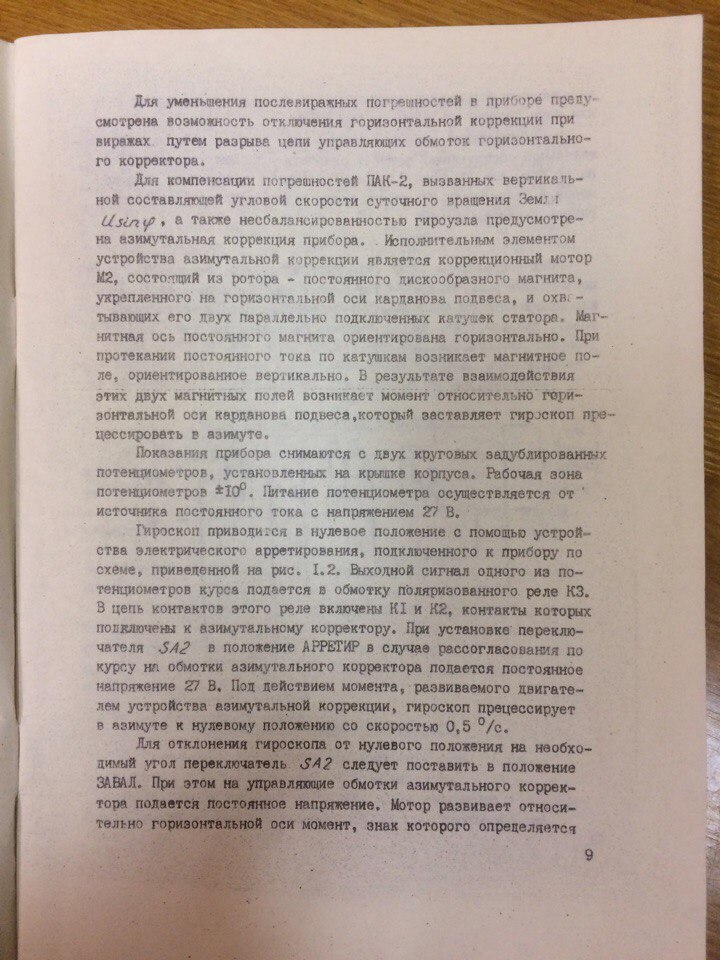 Для уменьшения послевиражных погрешностей в приборе преду-
смотрена возможность отключения горизонтальной коррекции при
виражах путем разрыва цепи управляющих обмоток горизонтально-
го корректора.
Для компенсации погрешностей ПАК-2, вызванных вертикаль-
ной составляющей угловой скорости суточного вращения Земли
Usinφ, а также несбалансированностью гироузла предусмотре-
на азимутальная коррекция прибора. Исполнительным элементом
устройства азимутальной коррекции является коррекционный мотор
М2, состоящий из ротора - постоянного дискообразного магнита,
укрепленного на горизонтальной оси карданова подвеса, и охва-
тывающих его двух параллельно подключенных катушек статора. Маг-
нитная ось постоянного магнита ориентирована горизонтально. При
протекании постоянного тока по катушкам возникает магнитное по-
ле, ориентированное вертикально. В результате взаимодействия
этих двух магнитных полей возникает момент относительно гори-
зонтальной оси карданова подвеса,который заставляет гироскоп пре-
цессировать в азимуте.
Показания прибора снимаются с двух круговых задублированных
потенциометров, установленных на крышке корпуса. Рабочая зона
потенциометров ±10°. Питание потенциометра осуществляется от
источника постоянного тока с напряжением 27 В.
Гироскоп приводится в нулевое положение с помощью устрой-
ства электрического арретирования, подключенного к прибору по
схеме, приведенной на рис. 1.2. Выходной сигнал одного из по-
тенциометров курса подается в обмотку поляризованного реле К3.
В цепь контактов этого реле включены К1 и К2, контакты которых
подключены к азимутальному корректору. При установке переклю-
чателя SA2 в положение АРРЕТИР в случае рассогласования по
курсу на обмотки азимутального корректора подается постоянное
напряжение 27 В. Под действием момента, развиваемого двигате-
лем устройства азимутальной коррекции, гироскоп прецессирует
в азимуте к нулевому положению со скоростью 0,5 °/с.
Для отклонения гироскопа от нулевого положения на необхо-
димый угол переключатель SA2 следует поставить в положение
ЗАВАЛ. При этом на управляющие обмотки азимутального коррек-
тора подается постоянное напряжение. Мотор развивает относи-
тельно горизонтальной оси момент, знак которого определяется
9